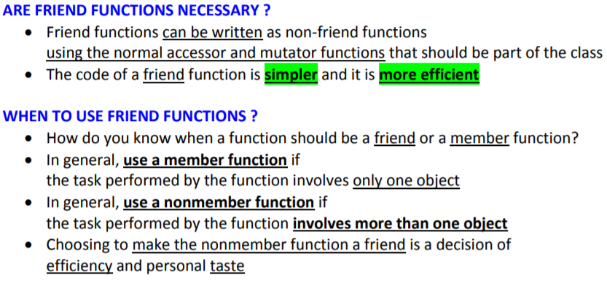 ARE FRIEND FUNCTIONS NECESSARY ?
• Friend functions can be written as non-friend functions
using the normal accessor and mutator functions that should be part of the class
• The code of a friend function is simpler and it is more efficient
WHEN TO USE FRIEND FUNCTIONS ?
• How do you know when a function should be a friend or a member function?
• In general, use a member function if
the task performed by the function involves only one object
• In general, use a nonmember function if
the task performed by the function involves more than one object
• Choosing to make the nonmember function a friend is a decision of
efficiency and personal taste